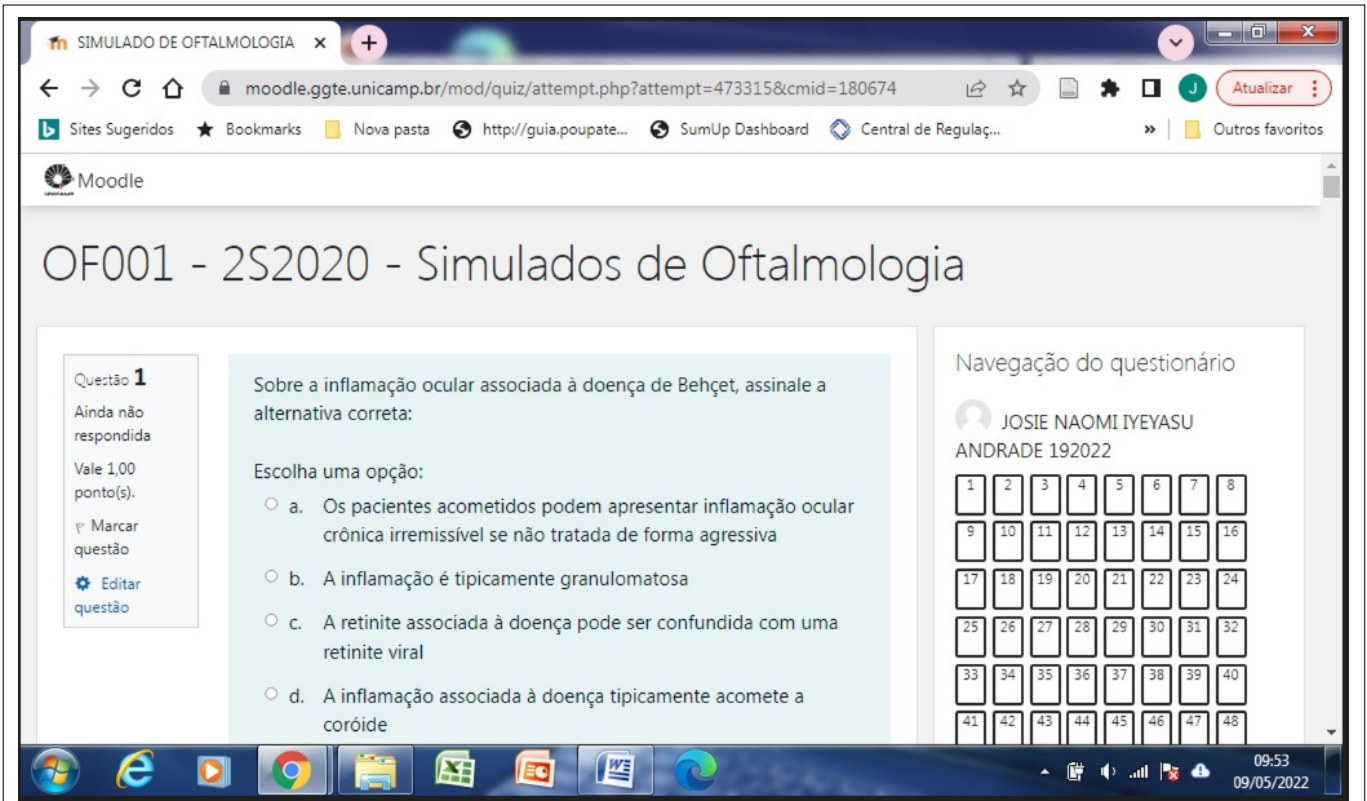 SIMULADO DE OFTALMOLOGIA
moodle.ggte.unicamp.br/mod/quiz/attempt.php?attempt=473315&cmid=180674
J
Atualizar
Sites Sugeridos
Bookmarks
Nova pasta
http://guia.poupate...
SumUp Dashboard
Central de Regulaç...
»
Outros favoritos
Moodle
OF001 - 2S2020 - Simulados de Oftalmologia
Questão 1
Ainda não
respondida
Vale 1,00
ponto(s).
Marcar
questão
Editar
questão
Sobre a inflamação ocular associada à doença de Behçet, assinale a
alternativa correta:
Escolha uma opção:
a. Os pacientes acometidos podem apresentar inflamação ocular
crônica irremissível se não tratada de forma agressiva
b. A inflamação é tipicamente granulomatosa
c. A retinite associada à doença pode ser confundida com uma
retinite viral
d. A inflamação associada à doença tipicamente acomete a
coróide
Navegação do questionário
JOSIE NAOMI IYEYASU
ANDRADE 192022
1 2 3 4 5 6 7 8
9 10 11 12 13 14 15 16
17 18 19 20 21 22 23 24
25 26 27 28 29 30 31 32
33 34 35 36 37 38 39 40
41 42 43 44 45 46 47 48
09:53
09/05/2022